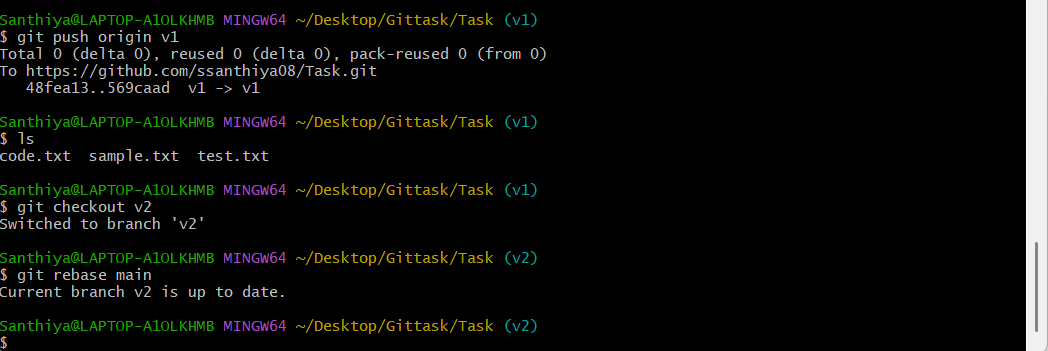 Santhiya@LAPTOP-A1OLKHMB MINGW64 ~/Desktop/Gittask/Task (v1)
$ git push origin v1
Total 0 (delta 0), reused 0 (delta 0), pack-reused 0 (from 0)
To https://github.com/ssanthiya08/Task.git
   48fea13..569caad  v1 -> v1
Santhiya@LAPTOP-A1OLKHMB MINGW64 ~/Desktop/Gittask/Task (v1)
$ ls
code.txt  sample.txt  test.txt
Santhiya@LAPTOP-A1OLKHMB MINGW64 ~/Desktop/Gittask/Task (v1)
$ git checkout v2
Switched to branch 'v2'
Santhiya@LAPTOP-A1OLKHMB MINGW64 ~/Desktop/Gittask/Task (v2)
$ git rebase main
Current branch v2 is up to date.
Santhiya@LAPTOP-A1OLKHMB MINGW64 ~/Desktop/Gittask/Task (v2)
$